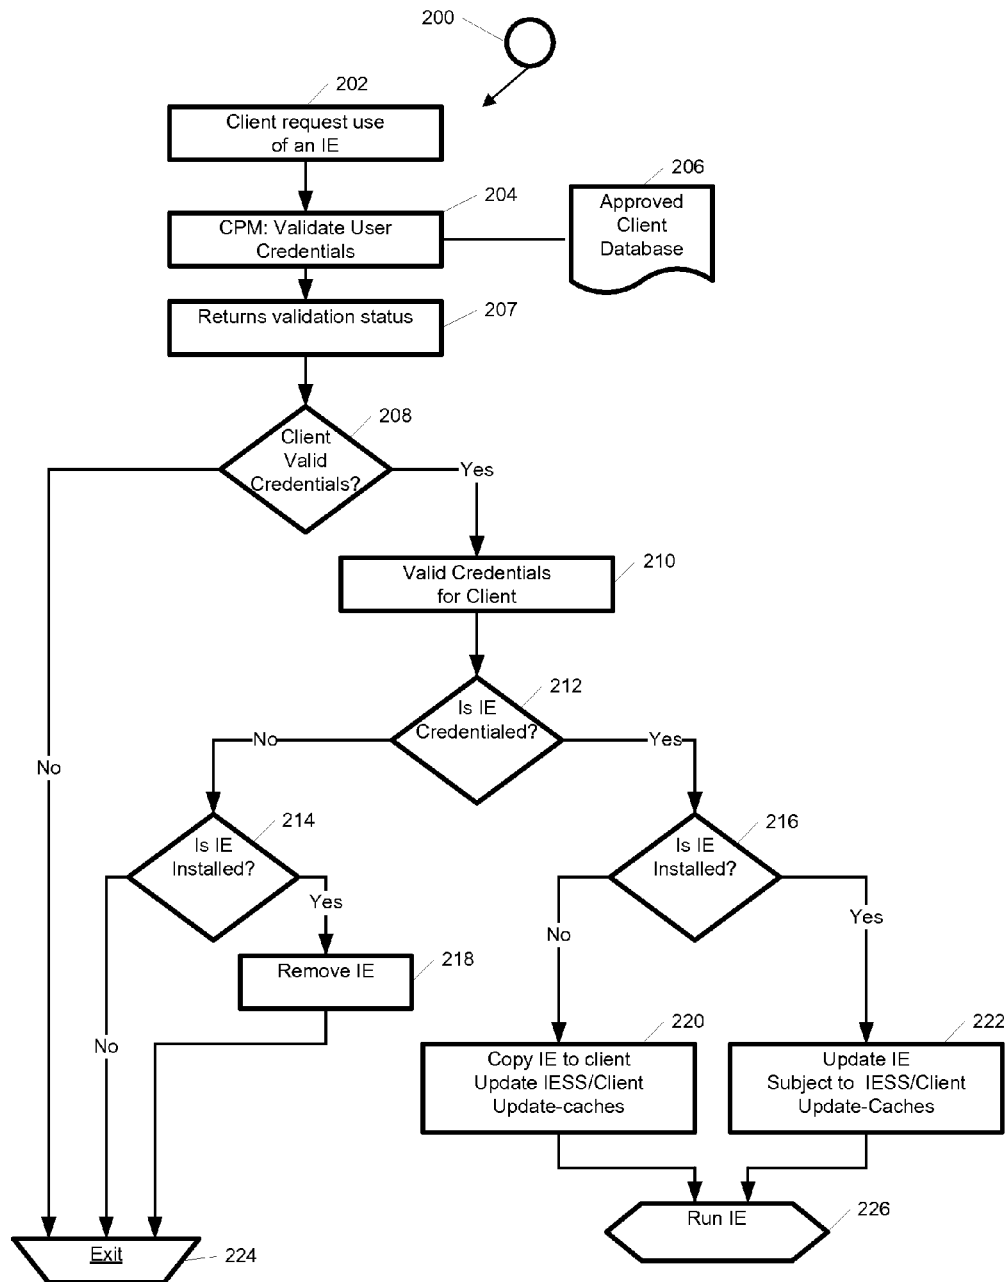 200
202
Client request use
of an IE
204
206
CPM: Validate User
Credentials
Approved
Client
Database
Returns validation status
207
208
Client
Valid
Credentials?
Yes
Valid Credentials
for Client
210
Is IE
Credentialed?
212
No
Yes
No
Is IE
Installed?
214
Is IE
Installed?
216
Yes
No
Yes
Remove IE
218
No
220
222
Copy IE to client
Update IESS/Client
Update-caches
Update IE
Subject to IESS/Client
Update-Caches
Run IE
226
Exit
224